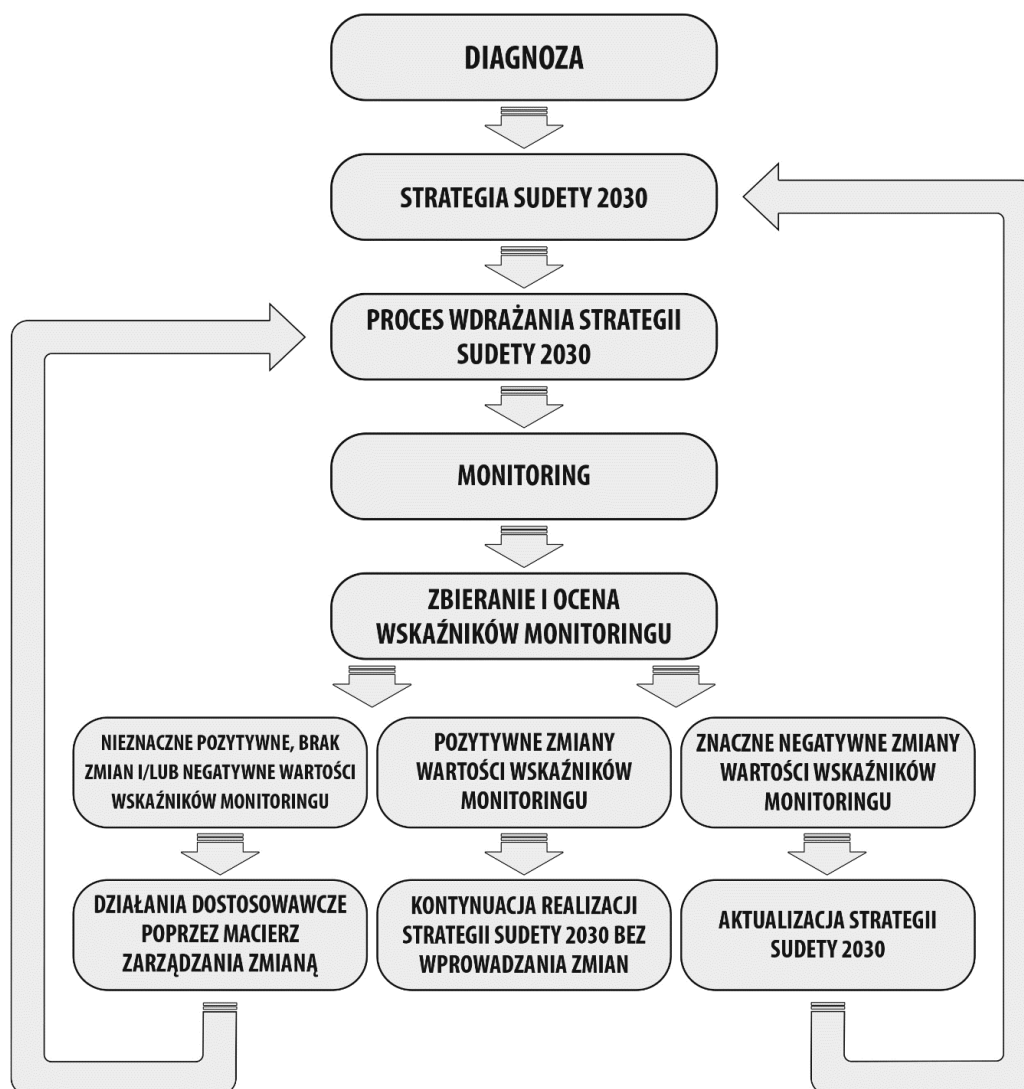 DIAGNOZA
STRATEGIA SUDETY 2030
PROCES WDRAŻANIA STRATEGII
SUDETY 2030
MONITORING
ZBIERANIE I OCENA
WSKAŹNIKÓW MONITORINGU
NIEZNACZNE POZYTYWNE, BRAK
ZMIAN I/LUB NEGATYWNE WARTOŚCI
WSKAŹNIKÓW MONITORINGU
POZYTYWNE ZMIANY
WARTOŚCI WSKAŹNIKÓW
MONITORINGU
ZNACZNE NEGATYWNE ZMIANY
WARTOŚCI WSKAŹNIKÓW
MONITORINGU
DZIAŁANIA DOSTOSOWAWCZE
POPRZEZ MACIERZ
ZARZĄDZANIA ZMIANĄ
KONTYNUACJA REALIZACJI
STRATEGII SUDETY 2030 BEZ
WPROWADZANIA ZMIAN
AKTUALIZACJA STRATEGII
SUDETY 2030